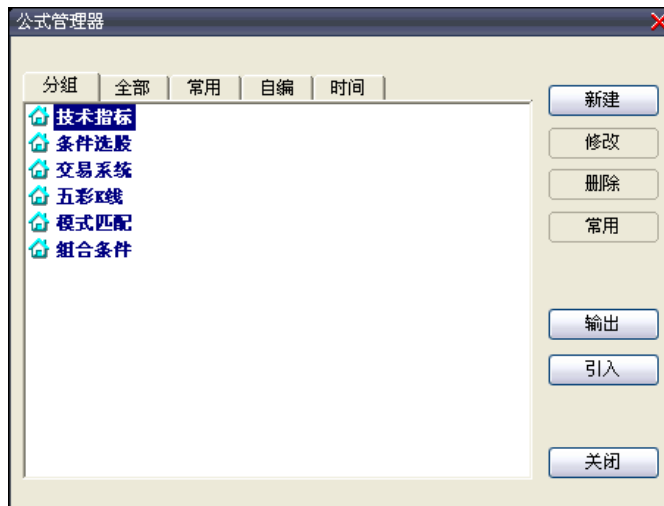 公式管理器
分组 全部 常用 自编 时间
技术指标
条件选股
交易系统
五彩K线
模式匹配
组合条件
新建
修改
删除
常用
输出
引入
关闭